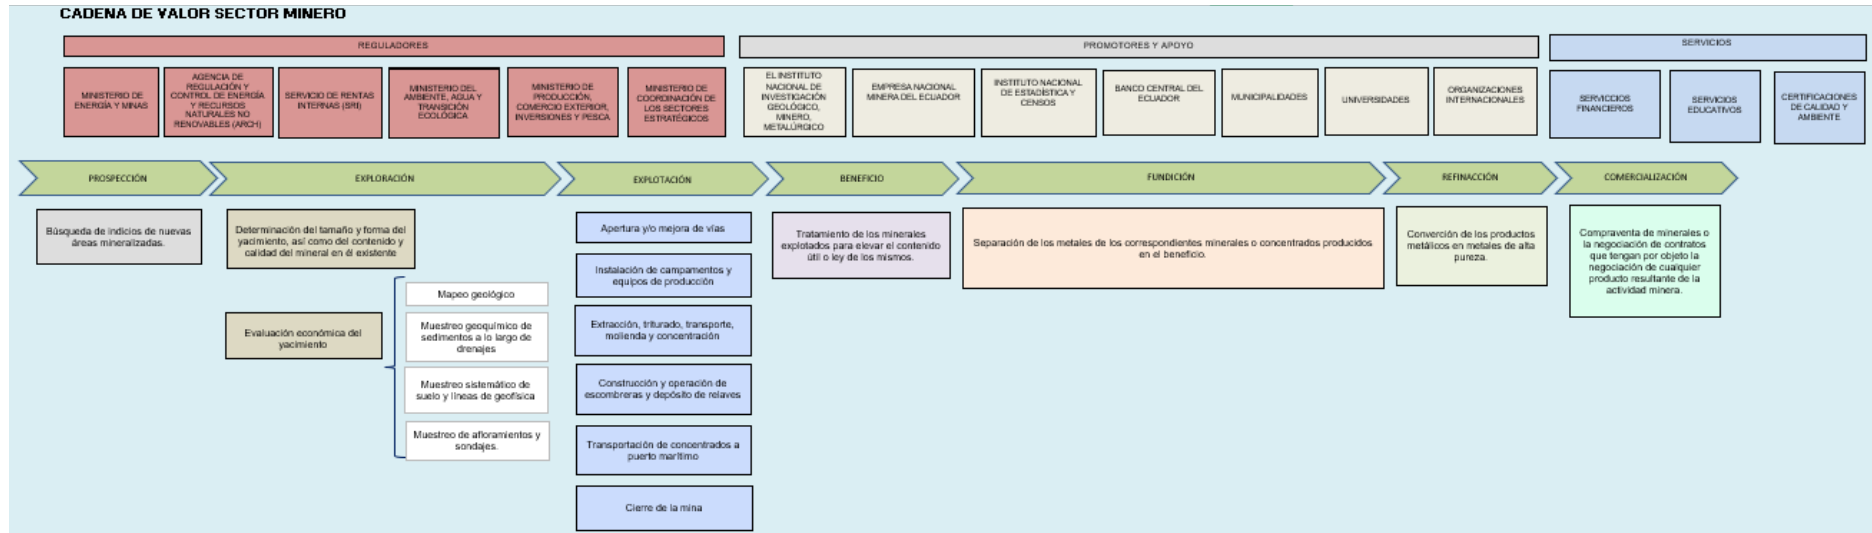 CADENA DE VALOR SECTOR MINERO
REGULADORES
PROMOTORES Y APOYO
SERVICIOS
MINISTERIO DE
ENERGÍA Y MINAS
AGENCIA DE
REGULACIÓN Y
CONTROL DE ENERGÍA
Y RECURSOS
NATURALES NO
RENOVABLES (ARCH)
SERVICIO DE RENTAS
INTERNAS (SRI)
MINISTERIO DEL
AMBIENTE, AGUA Y
TRANSICIÓN
ECOLÓGICA
MINISTERIO DE
PRODUCCIÓN,
COMERCIO EXTERIOR,
INVERSIONES Y PESCA
MINISTERIO DE
COORDINACIÓN DE
LOS SECTORES
ESTRATÉGICOS
EL INSTITUTO
NACIONAL DE
INVESTIGACIÓN
GEOLÓGICO,
MINERO,
METALÚRGICO
EMPRESA NACIONAL
MINERA DEL ECUADOR
INSTITUTO NACIONAL
DE ESTADÍSTICA Y
CENSOS
BANCO CENTRAL DEL
ECUADOR
MUNICIPALIDADES
UNIVERSIDADES
ORGANIZACIONES
INTERNACIONALES
SERVICCIOS
FINANCIEROS
SERVICIOS
EDUCATIVOS
CERTIFICACIONES
DE CALIDAD Y
AMBIENTE
PROSPECCIÓN
EXPLORACIÓN
EXPLOTACIÓN
BENEFICIO
FUNDICIÓN
REFINACCIÓN
COMERCIALIZACIÓN
Búsqueda de indicios de nuevas
áreas mineralizadas.
Determinación del tamaño y forma del
yacimiento, así como del contenido y
calidad del mineral en él existente
Evaluación económica del
yacimiento
Mapeo geológico
Muestreo geoquímico de
sedimentos a lo largo de
drenajes
Muestreo sistemático de
suelo y líneas de geofísica
Muestreo de afloramientos y
sondajes.
Apertura y/o mejora de vías
Instalación de campamentos y
equipos de producción
Extracción, triturado, transporte,
molienda y concentración
Construcción y operación de
escombreras y depósito de relaves
Transportación de concentrados a
puerto marítimo
Cierre de la mina
Tratamiento de los minerales
explotados para elevar el contenido
útil o ley de los mismos.
Separación de los metales de los correspondientes minerales o concentrados producidos
en el beneficio.
Converción de los productos
metálicos en metales de alta
pureza.
Compraventa de minerales o
la negociación de contratos
que tengan por objeto la
negociación de cualquier
producto resultante de la
actividad minera.